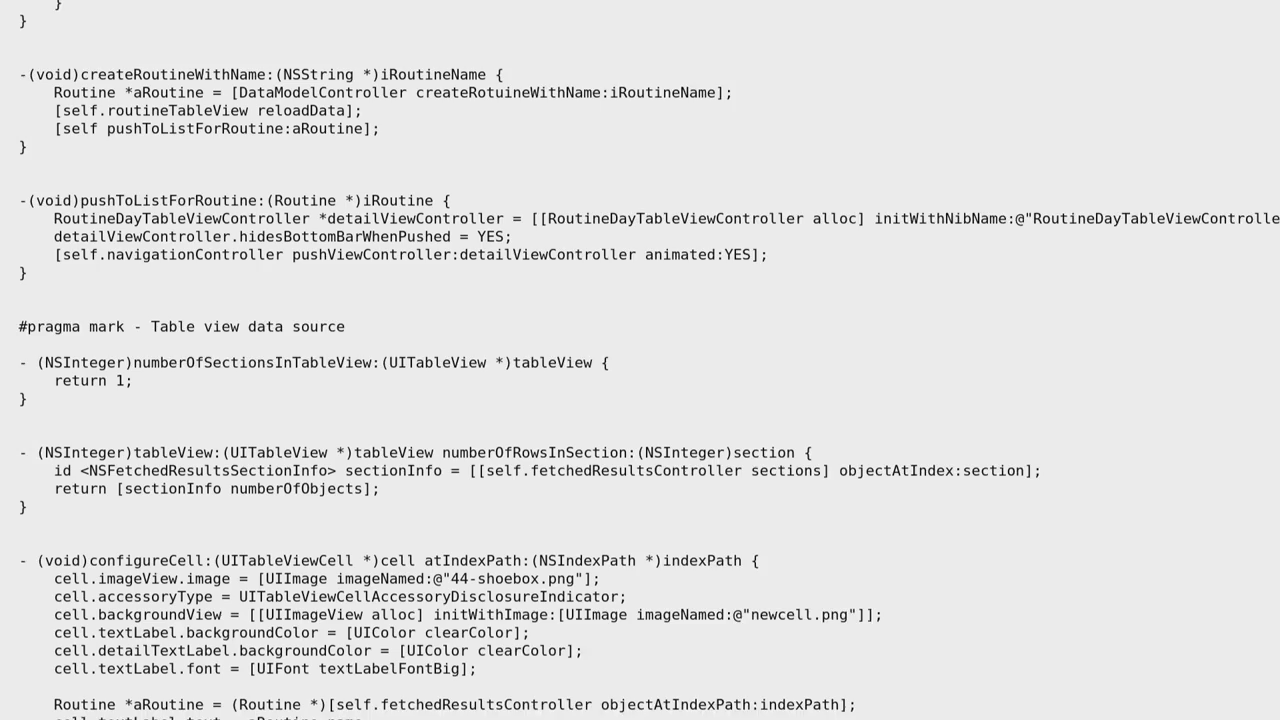 }
}
-(void)createRoutineWithName:(NSString *)iRoutineName {
Routine *aRoutine = [DataModelController createRotuineWithName:iRoutineName];
[self.routineTableView reloadData];
[self pushToListForRoutine:aRoutine];
}
-(void)pushToListForRoutine:(Routine *)iRoutine {
RoutineDayTableViewController *detailViewController = [[RoutineDayTableViewController alloc] initWithNibName:@"RoutineDayTableViewControlle
detailViewController.hidesBottomBarWhenPushed = YES;
[self.navigationController pushViewController:detailViewController animated:YES];
}
#pragma mark - Table view data source
- (NSInteger)numberOfSectionsInTableView:(UITableView *)tableView {
return 1;
}
- (NSInteger)tableView:(UITableView *)tableView numberOfRowsInSection:(NSInteger)section {
id <NSFetchedResultsSectionInfo> sectionInfo = [[self.fetchedResultsController sections] objectAtIndex:section];
return [sectionInfo numberOfObjects];
}
- (void)configureCell:(UITableViewCell *)cell atIndexPath:(NSIndexPath *)indexPath {
cell.imageView.image = [UIImage imageNamed:@"44-shoebox.png"];
cell.accessoryType = UITableViewCellAccessoryDisclosureIndicator;
cell.backgroundView = [[UIImageView alloc] initWithImage:[UIImage imageNamed:@"newcell.png"]];
cell.textLabel.backgroundColor = [UIColor clearColor];
cell.detailTextLabel.backgroundColor = [UIColor clearColor];
cell.textLabel.font = [UIFont textLabelFontBig];
Routine *aRoutine = (Routine *)[self.fetchedResultsController objectAtIndexPath:indexPath];